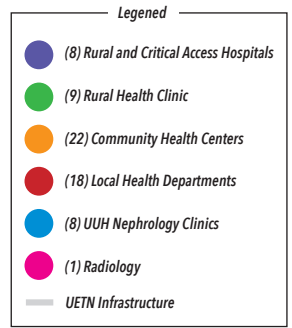 Legened
(8) Rural and Critical Access Hospitals
(9) Rural Health Clinic
(22) Community Health Centers
(18) Local Health Departments
(8) UUH Nephrology Clinics
(1) Radiology
UETN Infrastructure